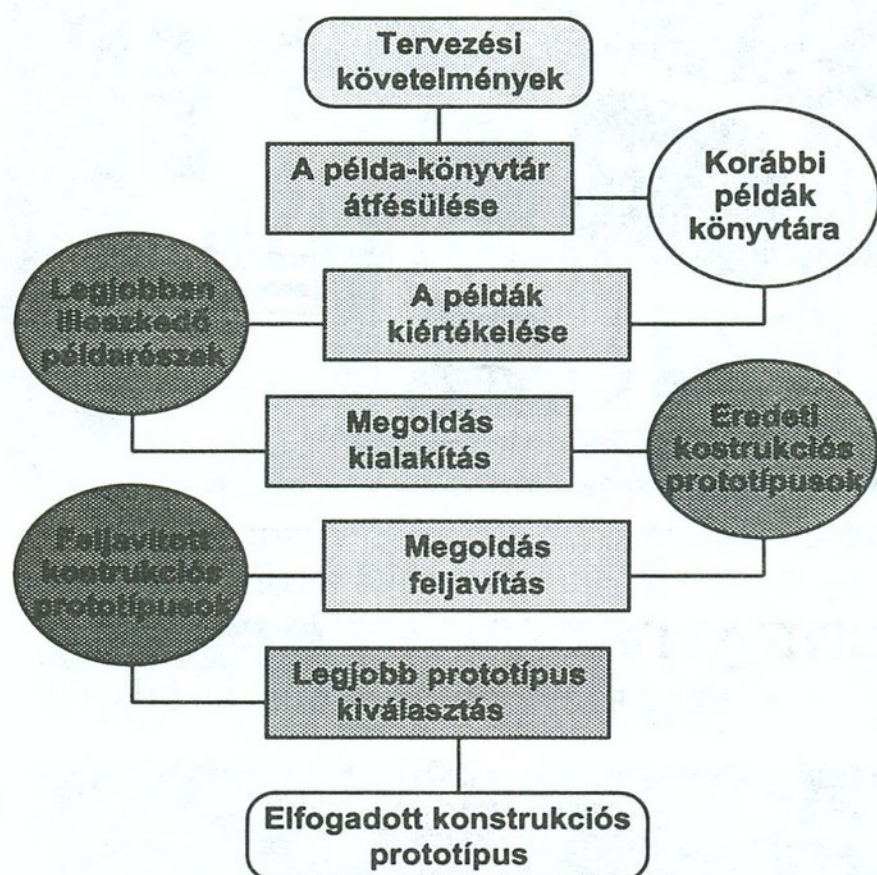 Tervezési
követelmények
A példa-könyvtár
átfésülése
Korábbi
példák
könyvtára
Legjobban
illeszkedő
példarészek
A példák
kiértékelése
Megoldás
kialakítás
Eredeti
kostrukciós
prototípusok
Feljavított
kostrukciós
prototípusok
Megoldás
feljavítás
Legjobb prototípus
kiválasztás
Elfogadott konstrukciós
prototípus